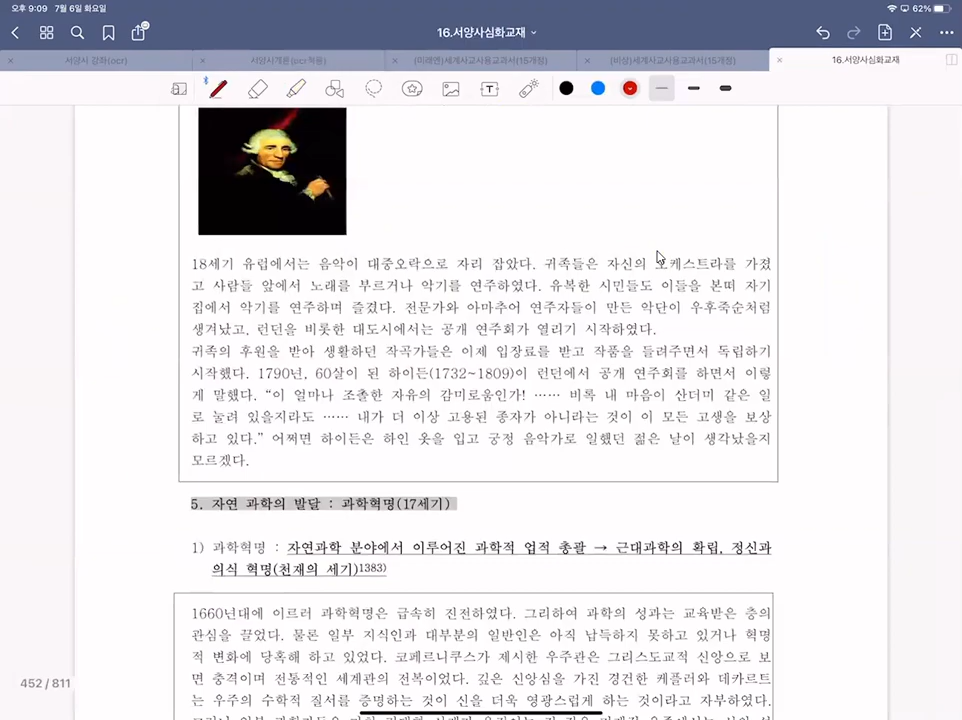 오후 9:09 7월 6일 화요일
62%
16.서양사심화교재
서양사 강좌(ocr)
서양사개론(ocr적용)
(미래엔)세계사교사용교과서(15개정)
(비상)세계사교사용교과서(15개정)
16.서양사심화교재
18세기 유럽에서는 음악이 대중오락으로 자리 잡았다. 귀족들은 자신의 오케스트라를 가졌
고 사람들 앞에서 노래를 부르거나 악기를 연주하였다. 유복한 시민들도 이들을 본떠 자기
집에서 악기를 연주하며 즐겼다. 전문가와 아마추어 연주자들이 만든 악단이 우후죽순처럼
생겨났고, 런던을 비롯한 대도시에서는 공개 연주회가 열리기 시작하였다.
귀족의 후원을 받아 생활하던 작곡가들은 이제 입장료를 받고 작품을 들려주면서 독립하기
시작했다. 1790년, 60살이 된 하이든(1732~1809)이 런던에서 공개 연주회를 하면서 이렇
게 말했다. “이 얼마나 조촐한 자유의 감미로움인가! …… 비록 내 마음이 산더미 같은 일
로 눌려 있을지라도 …… 내가 더 이상 고용된 종자가 아니라는 것이 이 모든 고생을 보상
하고 있다.” 어쩌면 하이든은 하인 옷을 입고 궁정 음악가로 일했던 젊은 날이 생각났을지
모르겠다.
5. 자연 과학의 발달 : 과학혁명(17세기)
1) 과학혁명 : 자연과학 분야에서 이루어진 과학적 업적 총괄 → 근대과학의 확립, 정신과
의식 혁명(천재의 세기)1383)
1660년대에 이르러 과학혁명은 급속히 진전하였다. 그리하여 과학의 성과는 교육받은 층의
관심을 끌었다. 물론 일부 지식인과 대부분의 일반인은 아직 납득하지 못하고 있거나 혁명
적 변화에 당혹해 하고 있었다. 코페르니쿠스가 제시한 우주관은 그리스도교적 신앙으로 보
면 충격이며 전통적인 세계관의 전복이었다. 깊은 신앙심을 가진 경건한 케플러와 데카르트
는 우주의 수학적 질서를 증명하는 것이 신을 더욱 영광스럽게 하는 것이라고 자부하였다.
452 / 811